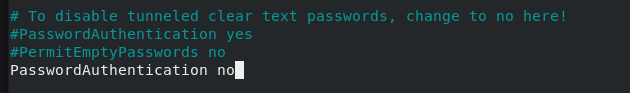 # To disable tunneled clear text passwords, change to no here!
#PasswordAuthentication yes
#PermitEmptyPasswords no
PasswordAuthentication no